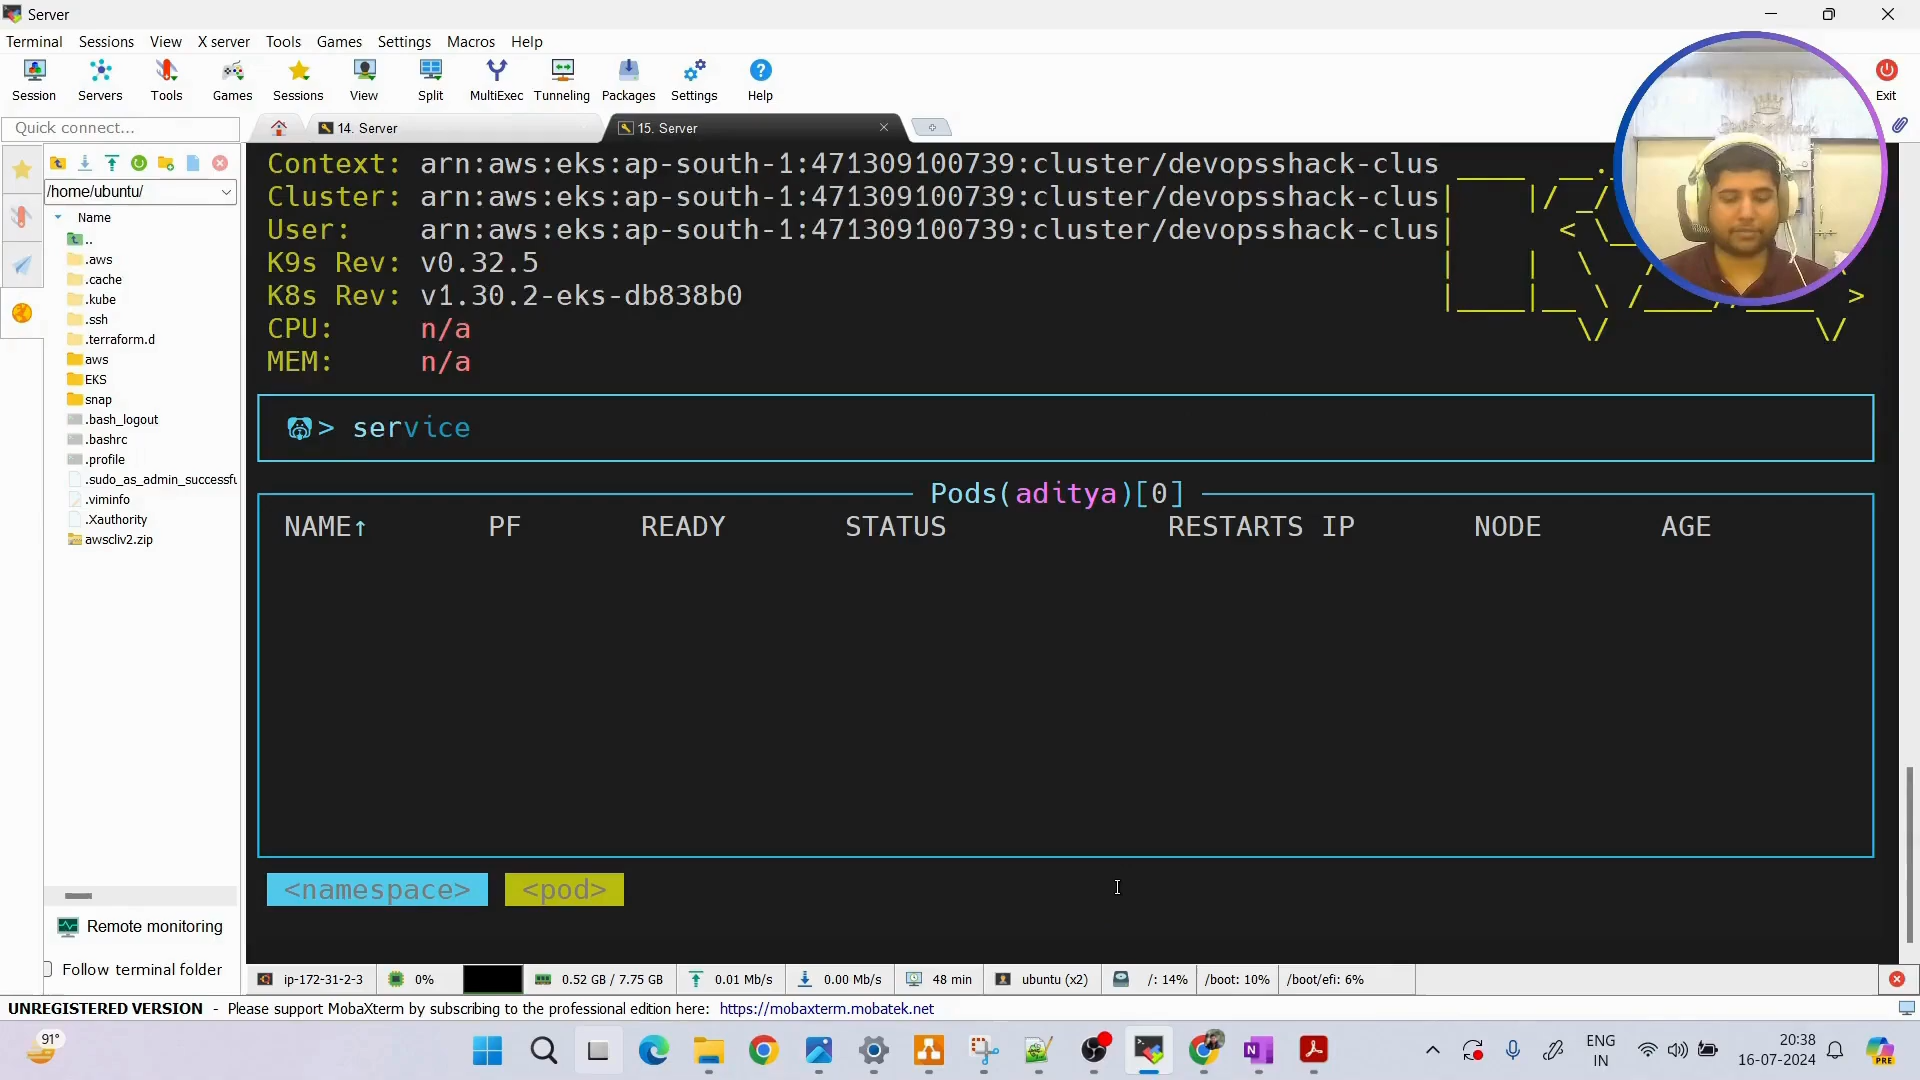 Server
Terminal Sessions View X server Tools Games Settings Macros Help
Session Servers Tools Games Sessions View Split MultiExec Tunneling Packages Settings Help Exit
Quick connect...
14. Server
15. Server
/home/ubuntu/
Name
..
.aws
.cache
.kube
.ssh
.terraform.d
aws
EKS
snap
.bash_logout
.bashrc
.profile
.sudo_as_admin_successfu
.viminfo
.Xauthority
awscliv2.zip
Remote monitoring
Follow terminal folder
Context: arn:aws:eks:ap-south-1:471309100739:cluster/devopsshack-clus
Cluster: arn:aws:eks:ap-south-1:471309100739:cluster/devopsshack-clus
User: arn:aws:eks:ap-south-1:471309100739:cluster/devopsshack-clus
K9s Rev: v0.32.5
K8s Rev: v1.30.2-eks-db838b0
CPU: n/a
MEM: n/a
> service
Pods(aditya)[0]
NAME↑ PF READY STATUS RESTARTS IP NODE AGE
<namespace> <pod>
ip-172-31-2-3 0% 0.52 GB / 7.75 GB 0.01 Mb/s 0.00 Mb/s 48 min ubuntu (x2) /: 14% /boot: 10% /boot/efi: 6%
UNREGISTERED VERSION - Please support MobaXterm by subscribing to the professional edition here: https://mobaxterm.mobatek.net
91°
ENG
IN
20:38
16-07-2024
PRE